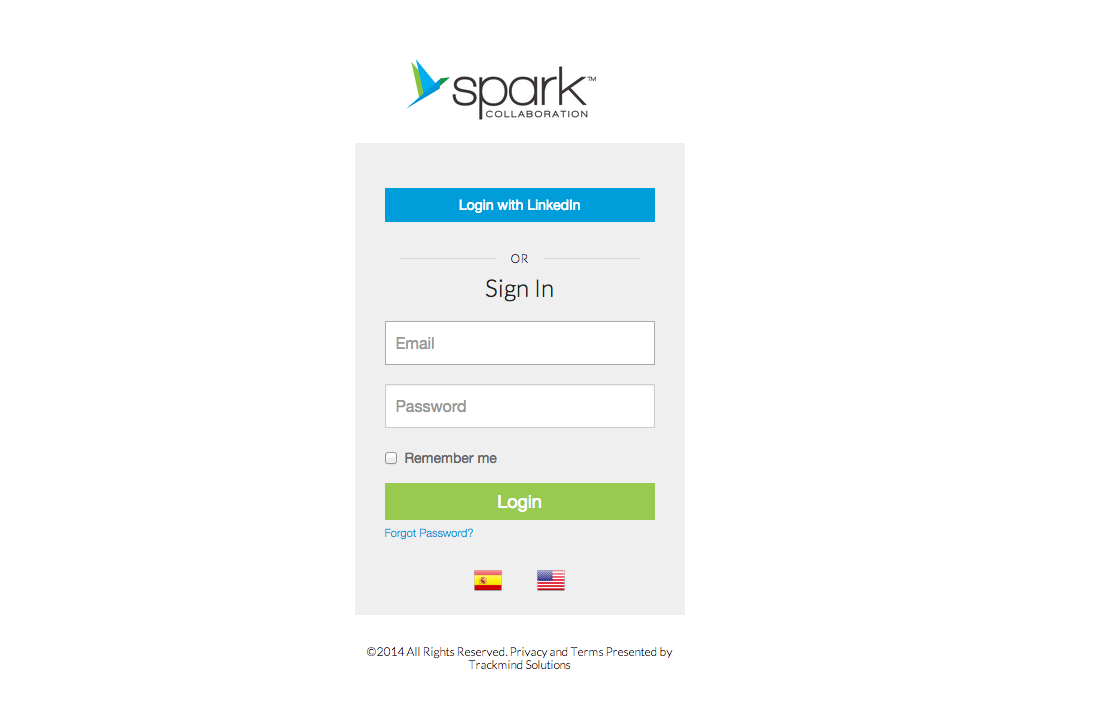 spark™
COLLABORATION
Login with LinkedIn
OR
Sign In
Email
Password
Remember me
Login
Forgot Password?
©2014 All Rights Reserved. Privacy and Terms Presented by
Trackmind Solutions